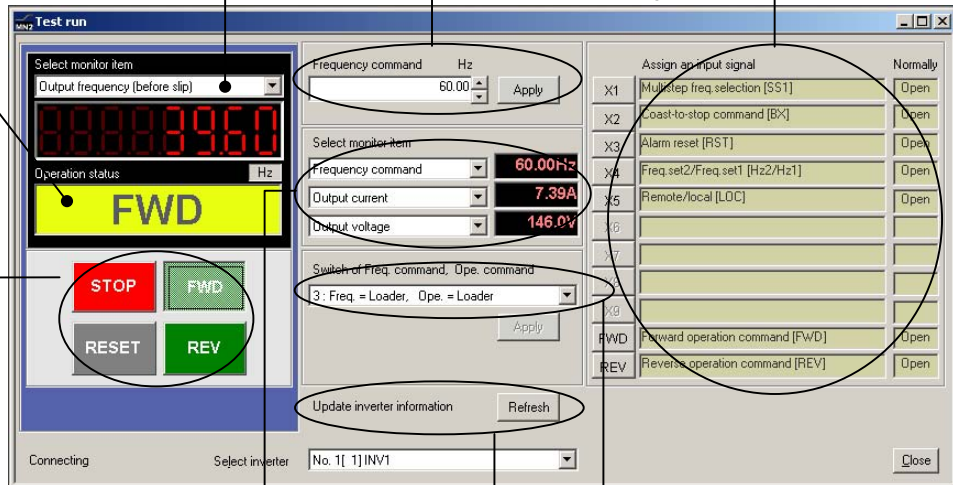 MN2 Test run
Select monitor item
Output frequency (before slip)
39.60
Operation status
Hz
FWD
STOP
FWD
RESET
REV
Frequency command Hz
60.00
Apply
Select monitor item
Frequency command 60.00Hz
Output current 7.39A
Output voltage 146.0V
Switch of Freq. command, Ope. command
3 : Freq. = Loader, Ope. = Loader
Apply
Update inverter information
Refresh
Assign an input signal Normally
X1 Multistep freq.selection [SS1] Open
X2 Coast-to-stop command [BX] Open
X3 Alarm reset [RST] Open
X4 Freq.set2/Freq.set1 [Hz2/Hz1] Open
X5 Remote/local [LOC] Open
X6
X7
X8
X9
FWD Forward operation command [FWD] Open
REV Reverse operation command [REV] Open
Connecting
Select inverter
No. 1[ 1] INV1
Close